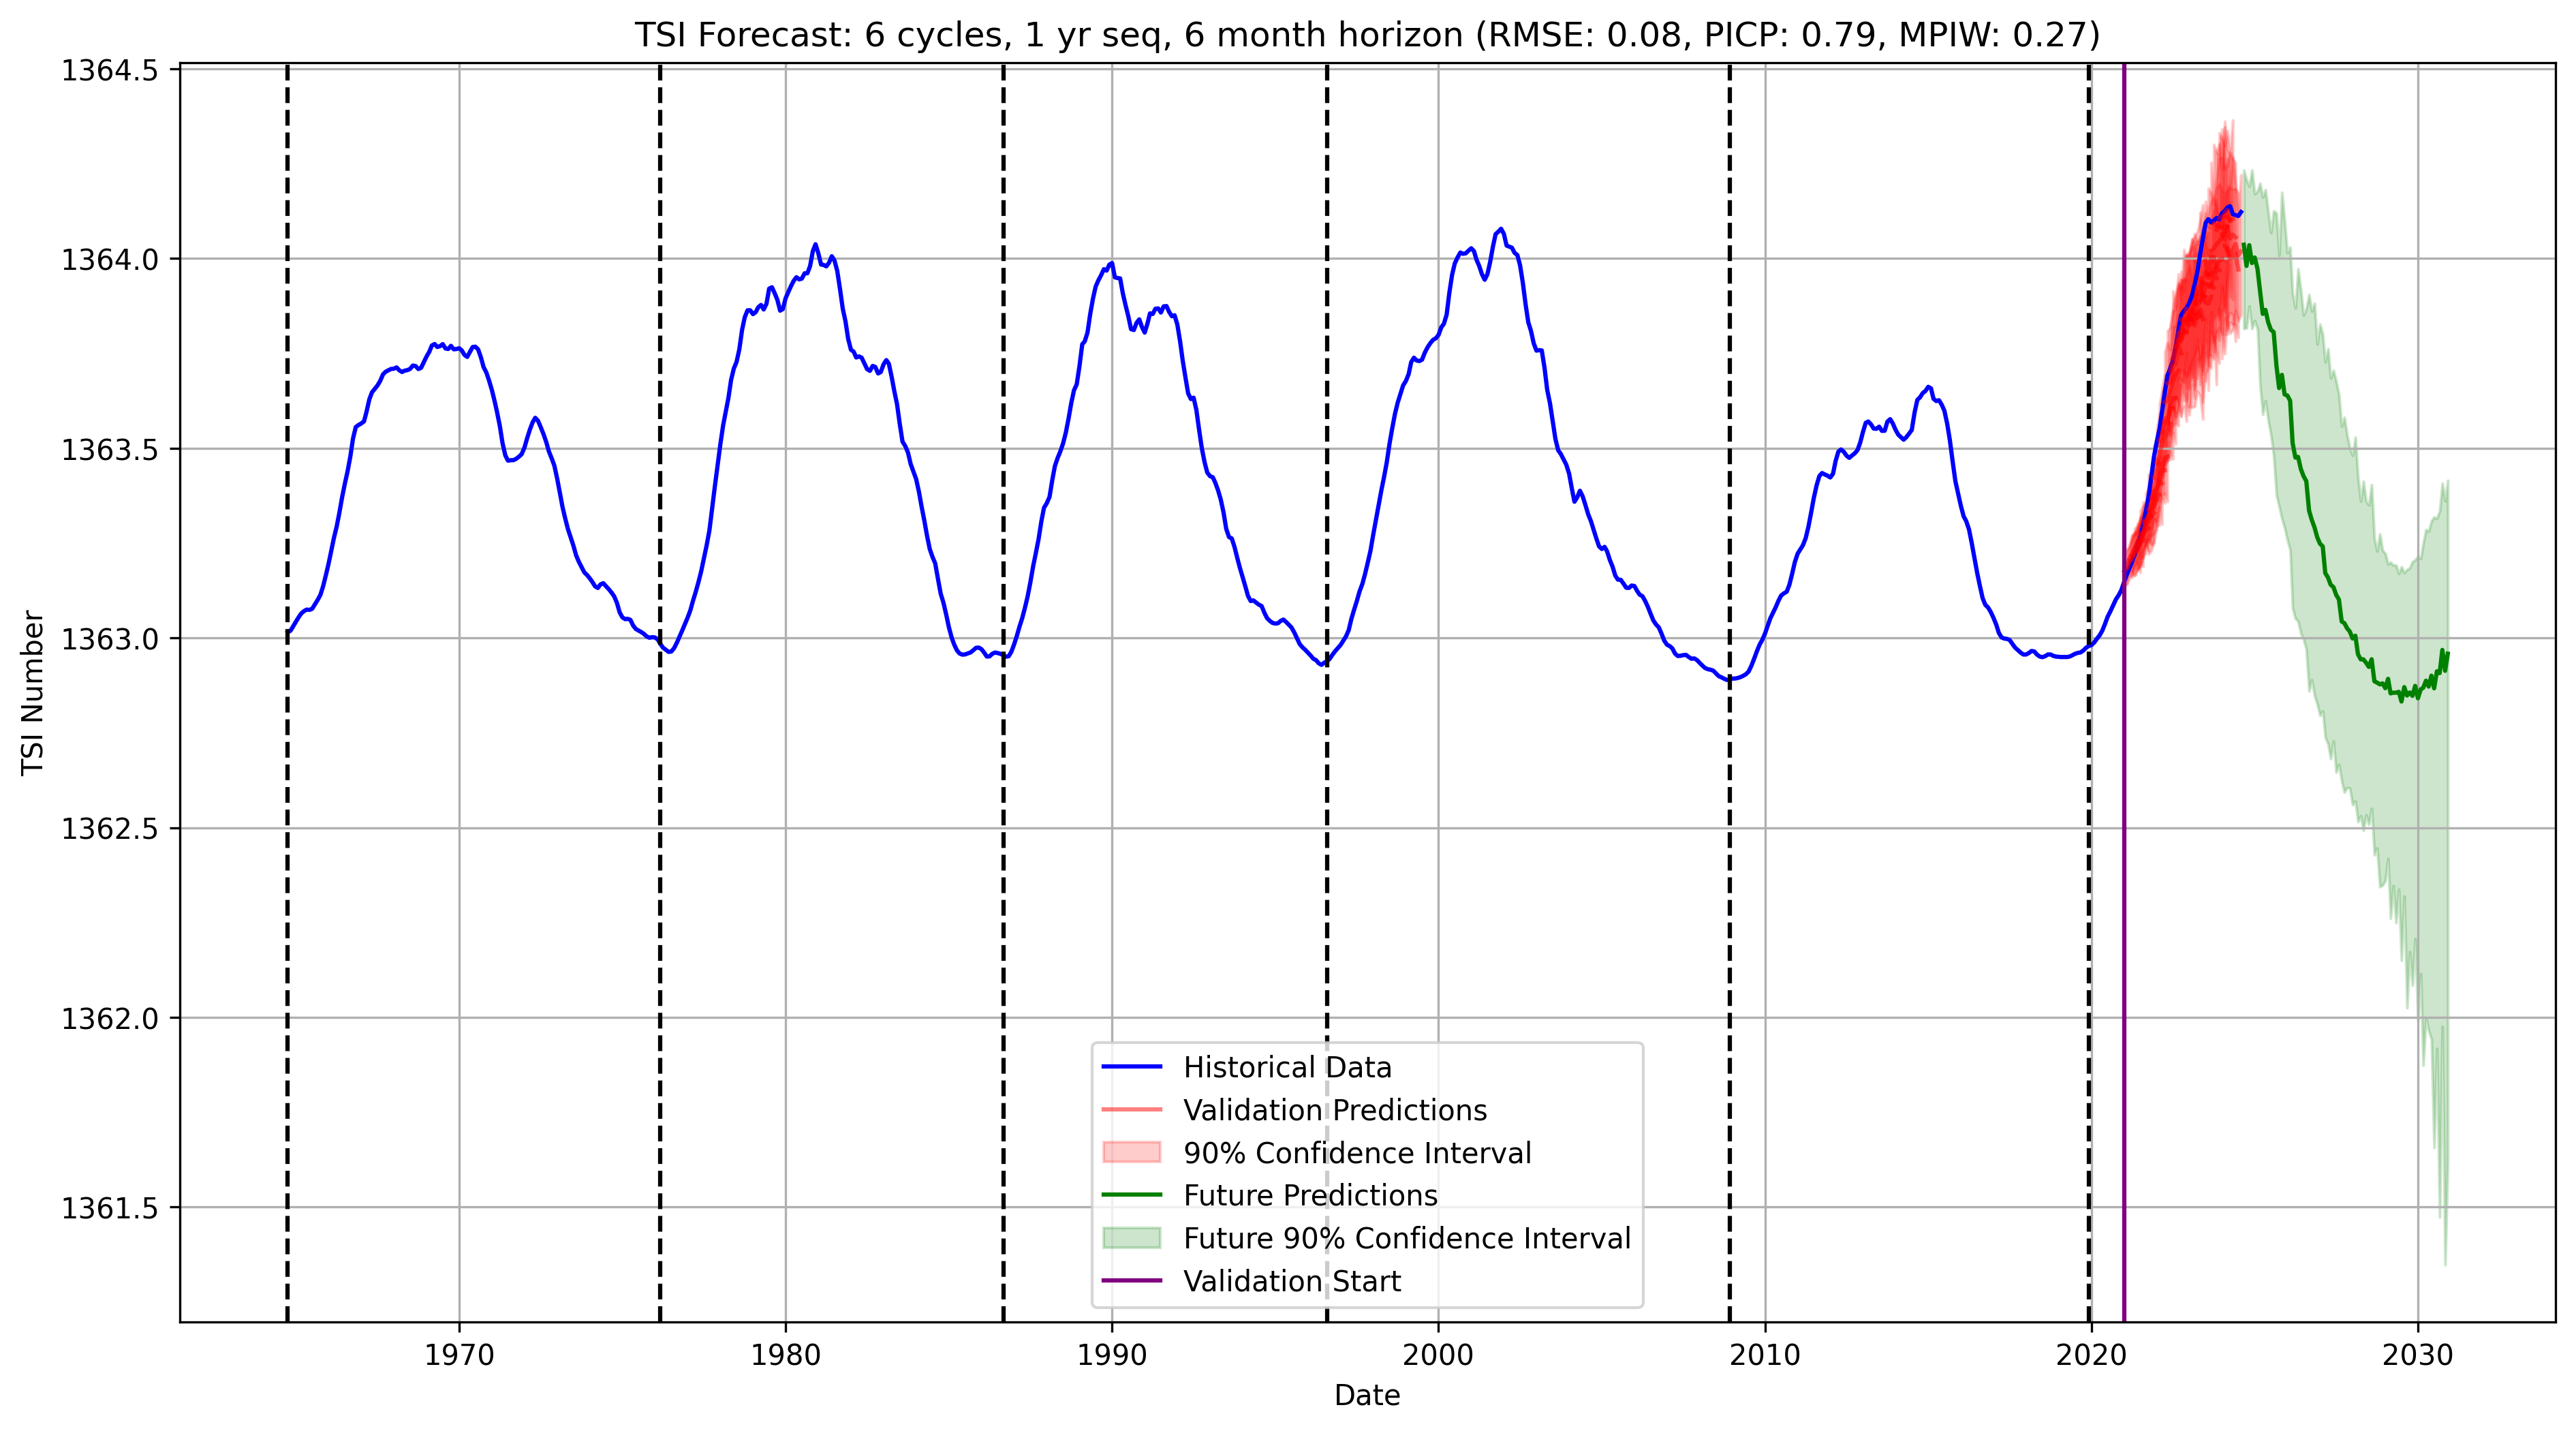 TSI Forecast: 6 cycles, 1 yr seq, 6 month horizon (RMSE: 0.08, PICP: 0.79, MPIW: 0.27)
TSI Number
1364.5
1364.0
1363.5
1363.0
1362.5
1362.0
1361.5
Historical Data
Validation Predictions
90% Confidence Interval
Future Predictions
Future 90% Confidence Interval
Validation Start
1970 1980 1990 2000 2010 2020 2030
Date